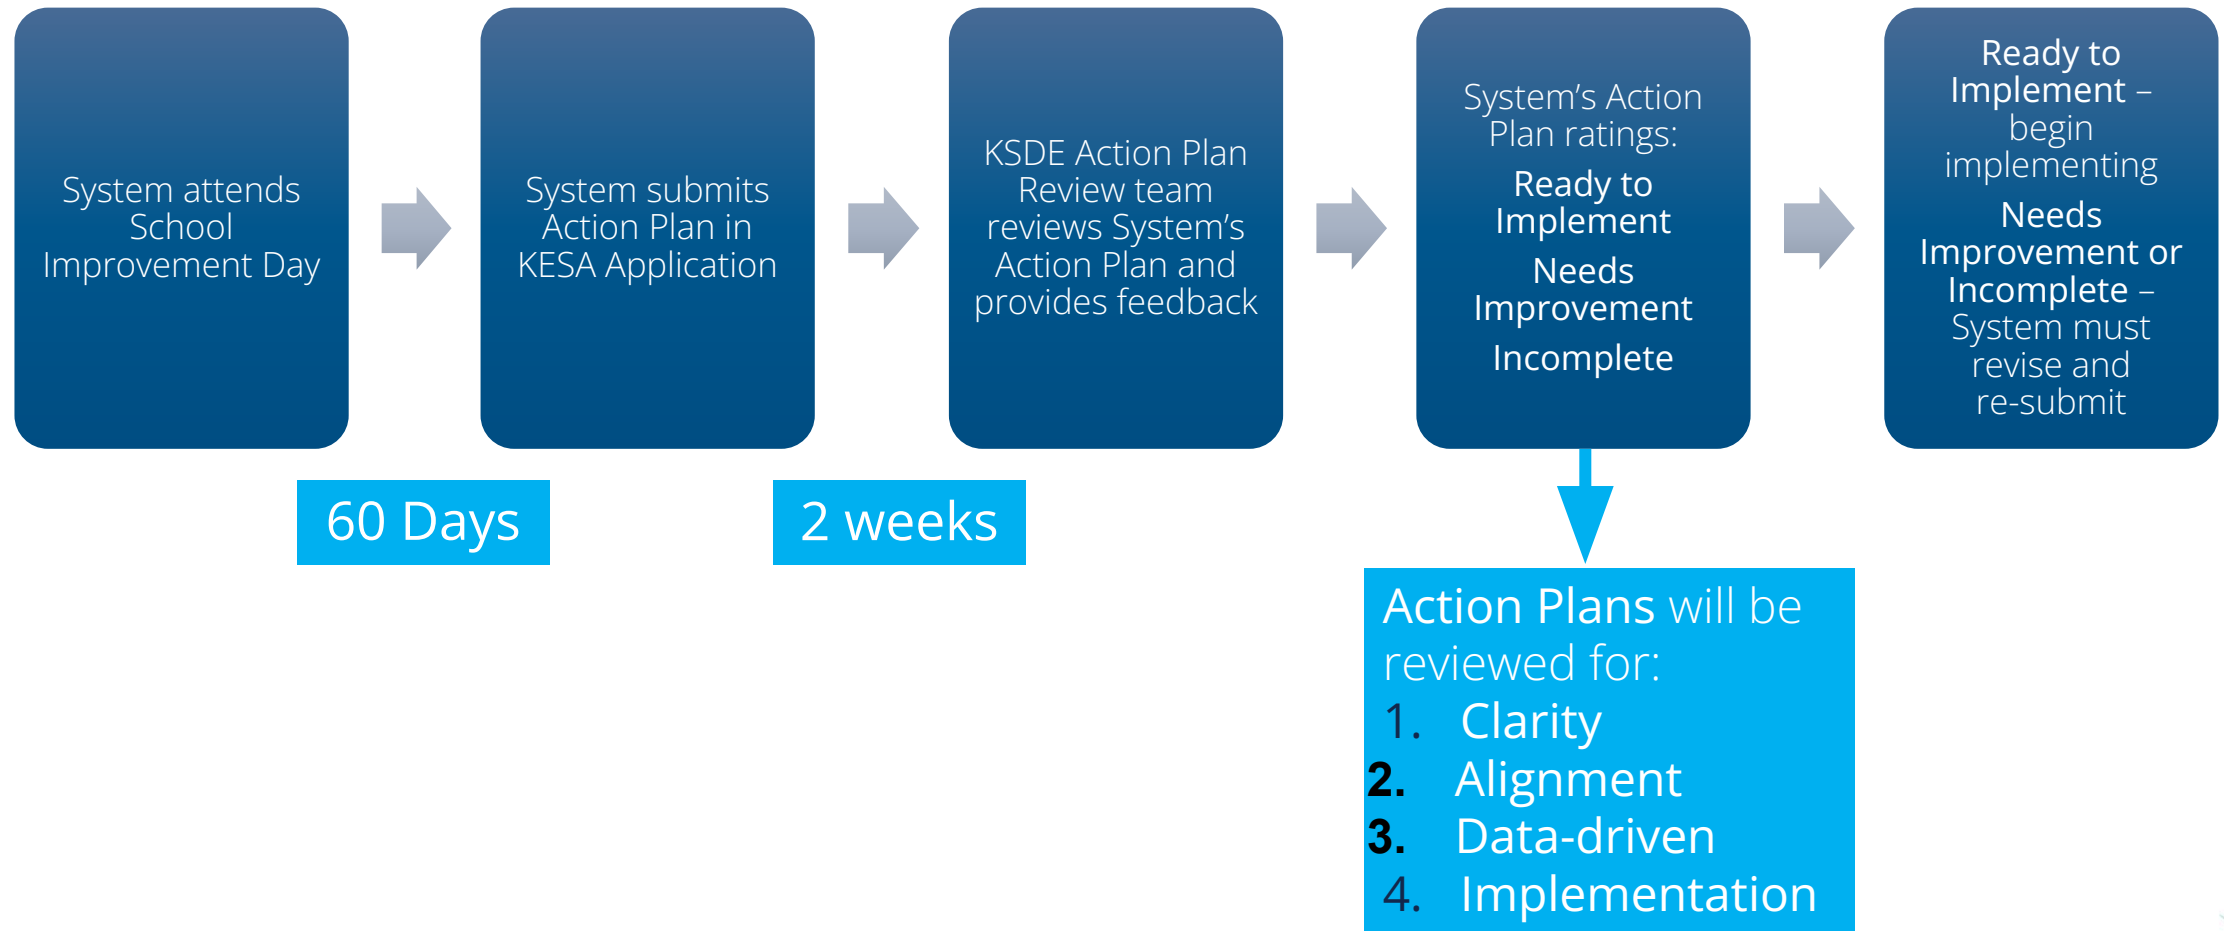 System attends
School
Improvement Day
System submits
Action Plan in
KESA Application
KSDE Action Plan
Review team
reviews System’s
Action Plan and
provides feedback
System’s Action
Plan ratings:
Ready to
Implement
Needs
Improvement
Incomplete
Ready to
Implement –
begin
implementing
Needs
Improvement or
Incomplete –
System must
revise and
re-submit
60 Days
2 weeks
Action Plans will be
reviewed for:
1. Clarity
2. Alignment
3. Data-driven
4. Implementation